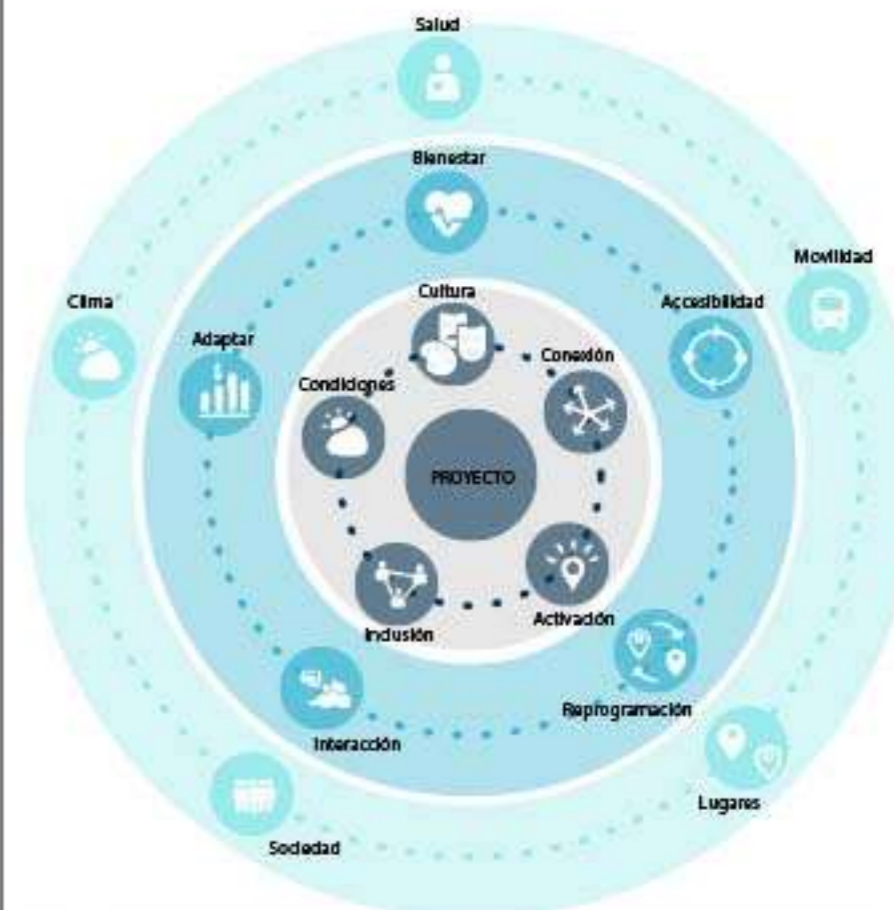 Salud
Bienestar
Movilidad
Clima
Cultura
Accesibilidad
Adaptar
Conexión
Condiciones
PROYECTO
Activación
Inclusión
Reprogramación
Interacción
Lugares
Sociedad